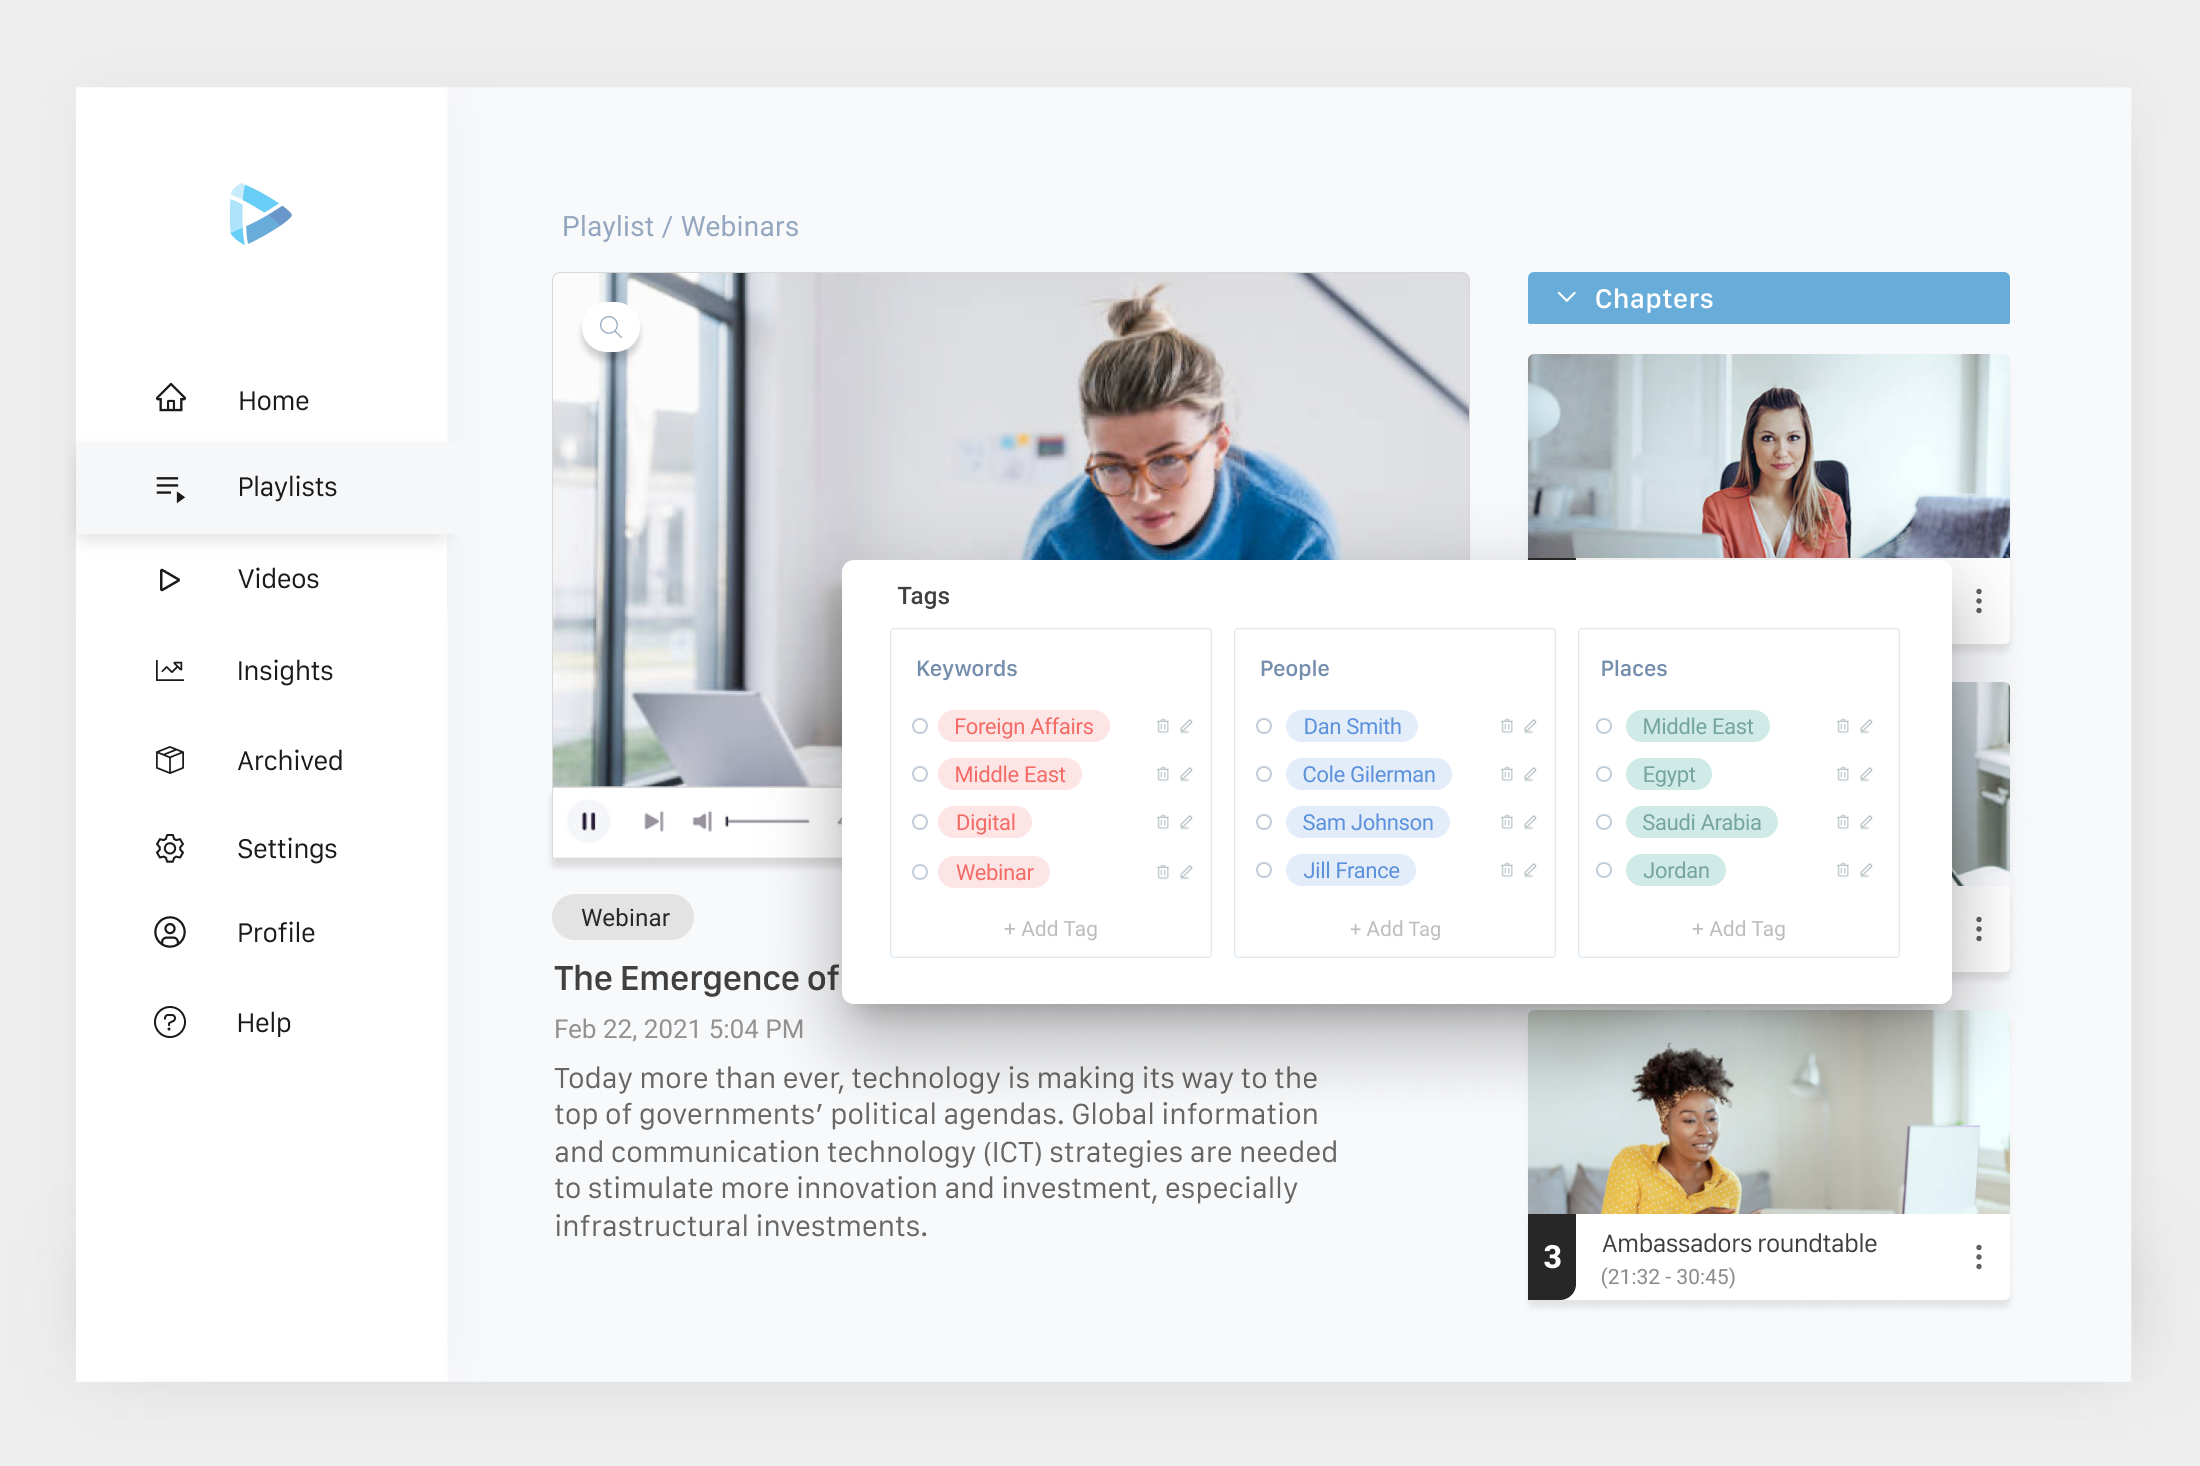 Home
Playlists
Videos
Insights
Archived
Settings
Profile
Help
Playlist / Webinars
Webinar
The Emergence of
Feb 22, 2021 5:04 PM
Today more than ever, technology is making its way to the
top of governments’ political agendas. Global information
and communication technology (ICT) strategies are needed
to stimulate more innovation and investment, especially
infrastructural investments.
Tags
Keywords
Foreign Affairs
Middle East
Digital
Webinar
+ Add Tag
People
Dan Smith
Cole Gilerman
Sam Johnson
Jill France
+ Add Tag
Places
Middle East
Egypt
Saudi Arabia
Jordan
+ Add Tag
Chapters
3
Ambassadors roundtable
(21:32 - 30:45)